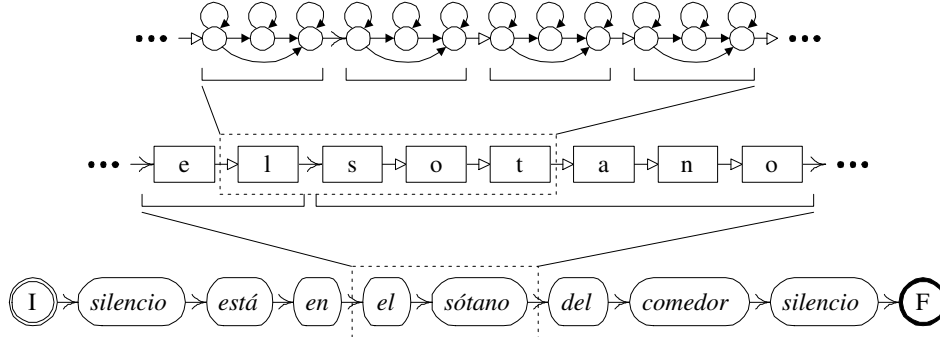 ••• •••
••• e l s o t a n o •••
I silencio está en el sótano del comedor silencio F